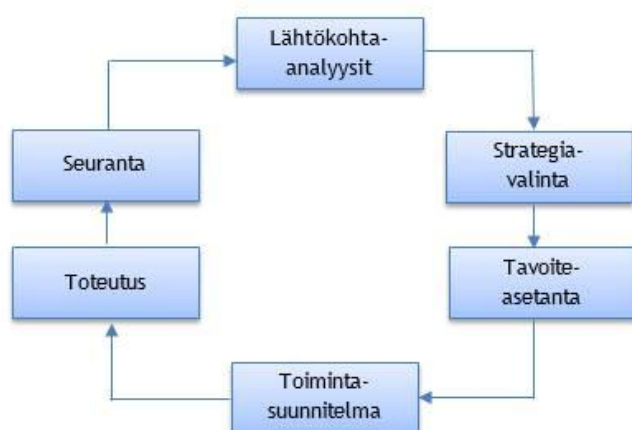 Lähtökohta-
analyysit
Strategia-
valinta
Tavoite-
asetanta
Toiminta-
suunnitelma
Toteutus
Seuranta